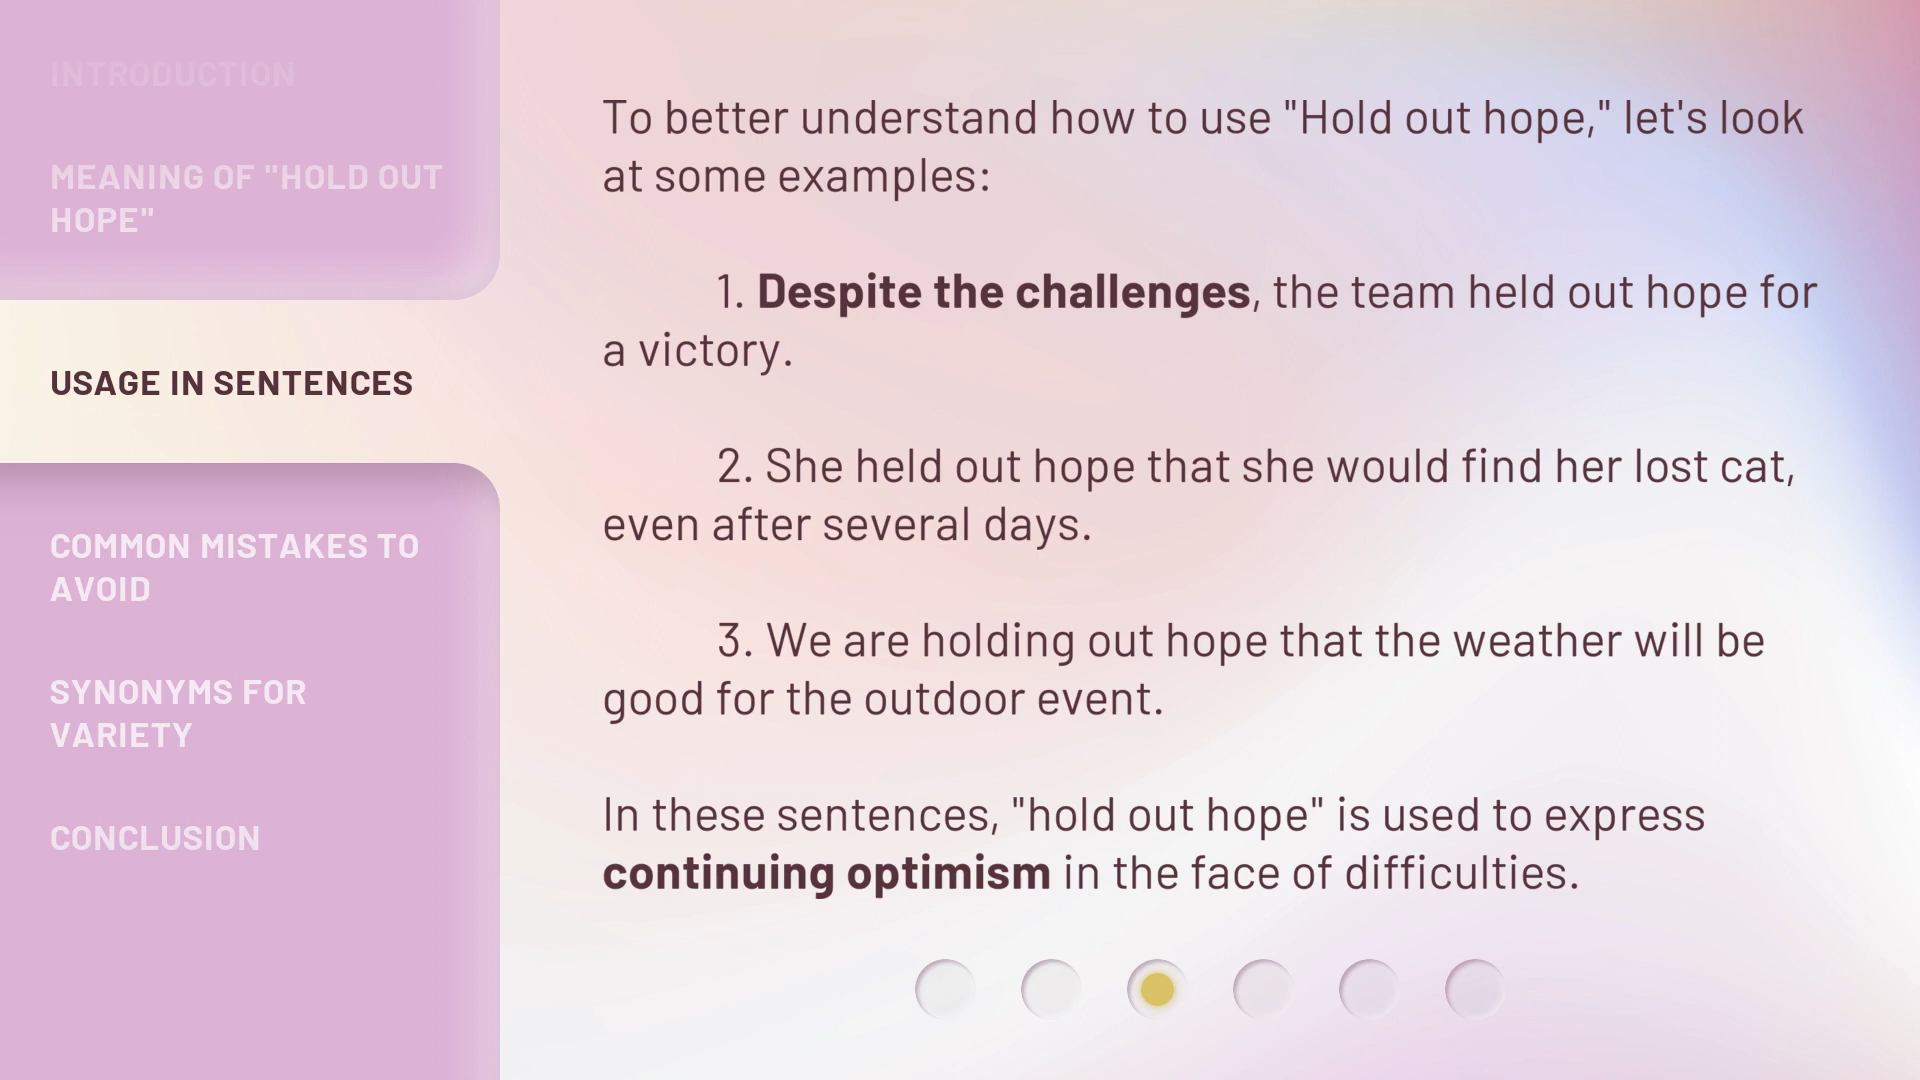 INTRODUCTION
MEANING OF "HOLD OUT
HOPE"
USAGE IN SENTENCES
COMMON MISTAKES TO
AVOID
SYNONYMS FOR
VARIETY
CONCLUSION
To better understand how to use "Hold out hope," let's look
at some examples:
1. Despite the challenges, the team held out hope for
a victory.
2. She held out hope that she would find her lost cat,
even after several days.
3. We are holding out hope that the weather will be
good for the outdoor event.
In these sentences, "hold out hope" is used to express
continuing optimism in the face of difficulties.